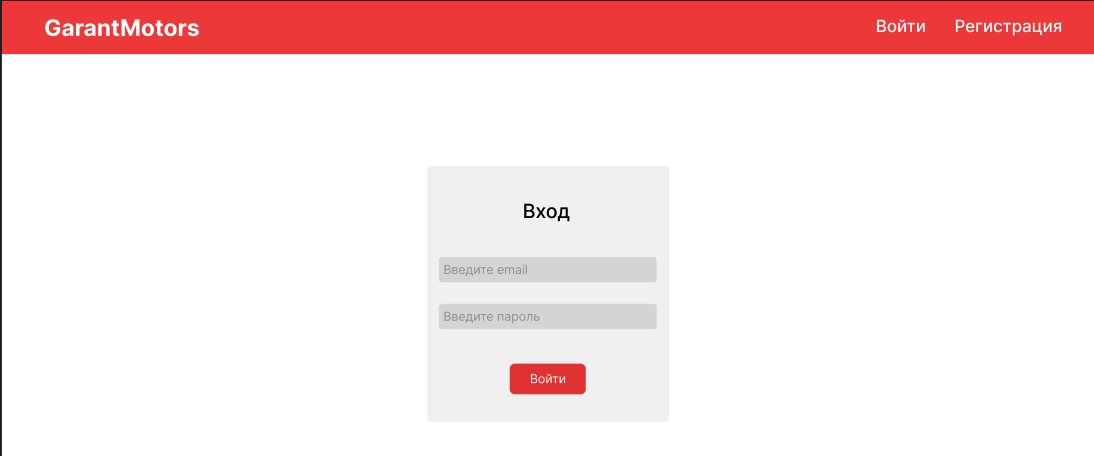 GarantMotors Войти Регистрация
Вход
Введите email
Введите пароль
Войти